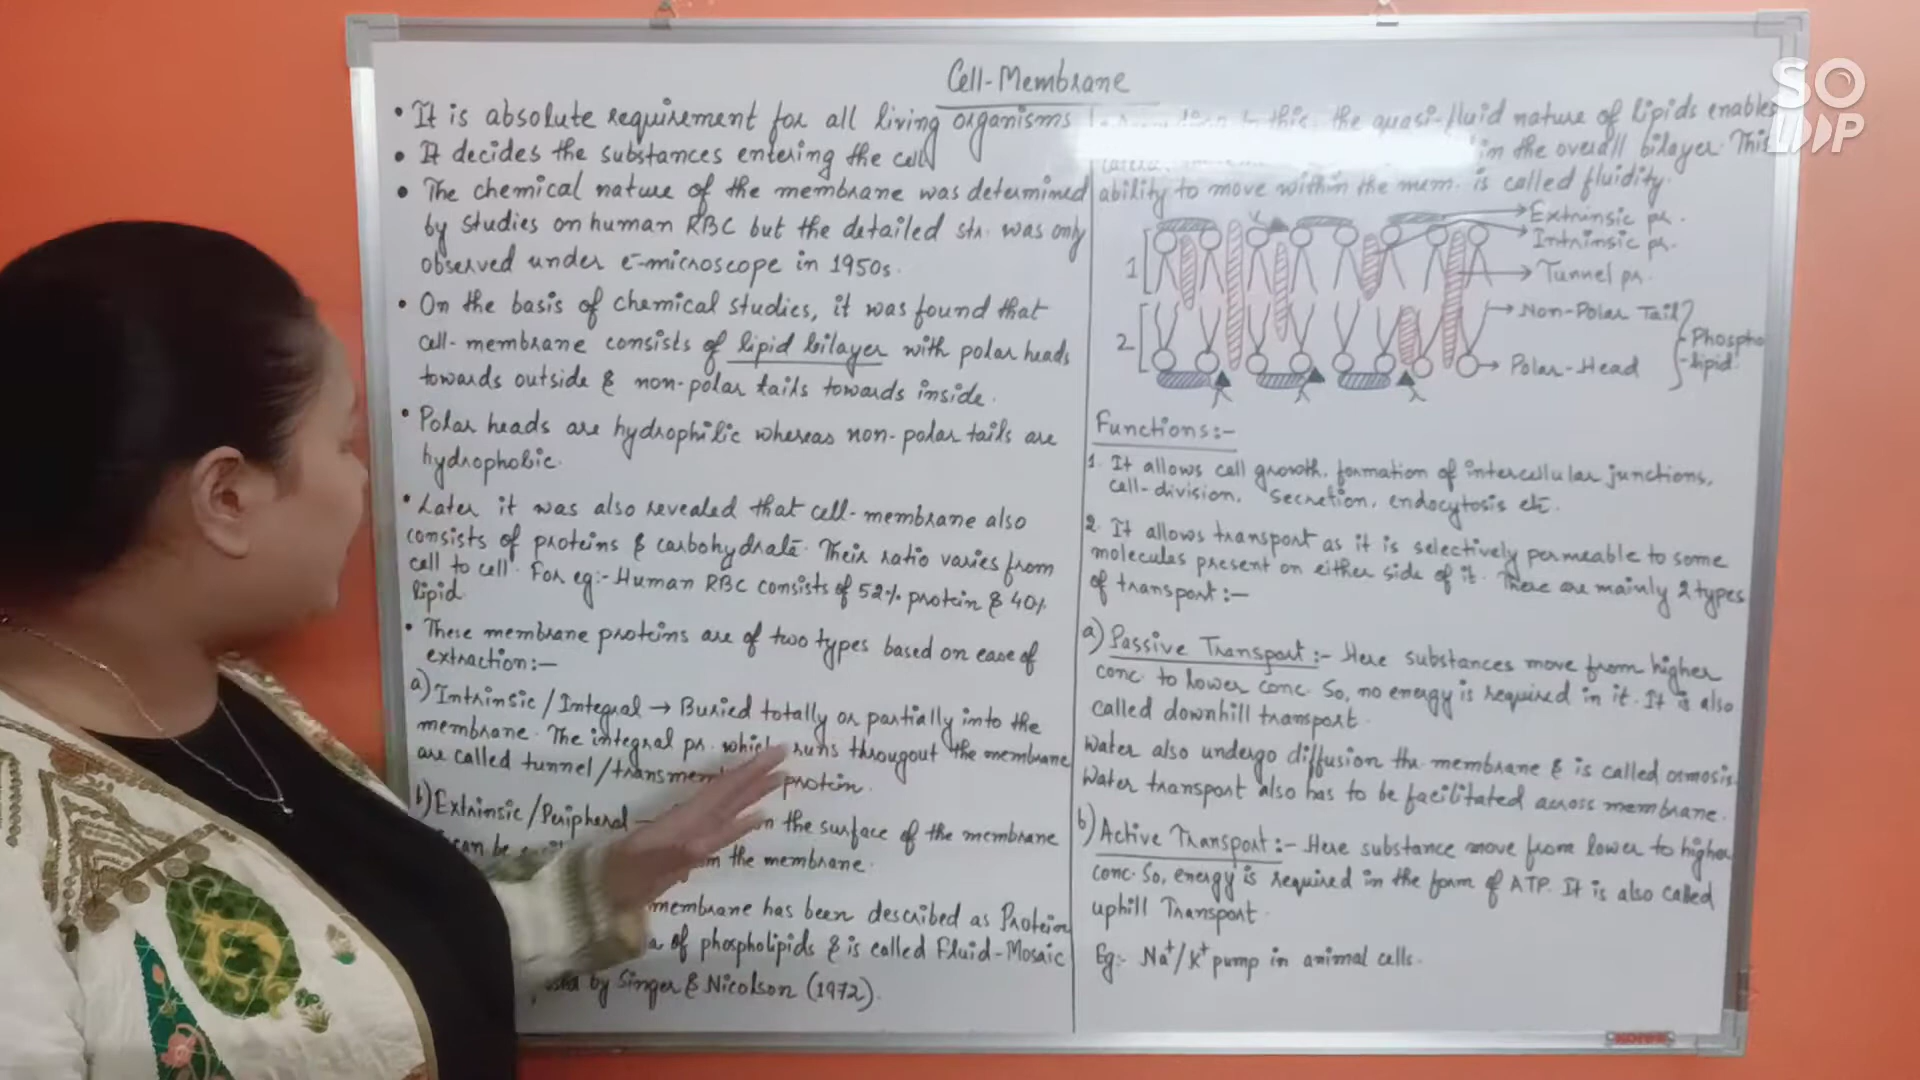 Cell-Membrane
• It is absolute requirement for all living organisms
• It decides the substances entering the cell
• The chemical nature of the membrane was determined
by studies on human RBC but the detailed str. was only
observed under e-microscope in 1950s.
• On the basis of chemical studies, it was found that
cell-membrane consists of lipid bilayer with polar heads
towards outside & non-polar tails towards inside.
• Polar heads are hydrophilic whereas non-polar tails are
hydrophobic.
• Later it was also revealed that cell-membrane also
consists of proteins & carbohydrate. Their ratio varies from
cell to cell. For eg:- Human RBC consists of 52% protein & 40%
lipid
• These membrane proteins are of two types based on ease of
extraction:-
a) Intrinsic/Integral → Buried totally or partially into the
membrane. The integral pr. which runs througout the membrane
are called tunnel/transmem protein.
b) Extrinsic/Peripheral - on the surface of the membrane
can be the membrane.
membrane has been described as Protein
of phospholipids & is called Fluid-Mosaic
by Singer & Nicolson (1972).
this, the quasi-fluid nature of lipids enables
in the overall bilayer. This
ability to move within the mem. is called fluidity.
Extrinsic pr.
Intrinsic pr.
1
Tunnel pr.
Non-Polar Tail
2
Phospho
-lipid
Polar-Head
Functions:-
1. It allows cell growth, formation of intercellular junctions,
cell-division, secretion, endocytosis etc.
2. It allows transport as it is selectively permeable to some
molecules present on either side of it. There are mainly 2 types
of transport:-
a) Passive Transport:- Here substances move from higher
conc. to lower conc. So, no energy is required in it. It is also
called downhill transport.
Water also undergo diffusion thu membrane & is called osmosis.
Water transport also has to be facilitated across membrane.
b) Active Transport:- Here substance move from lower to higher
conc. So, energy is required in the form of ATP. It is also called
uphill Transport.
Eg:- Na⁺/K⁺ pump in animal cells.
SO
LDP